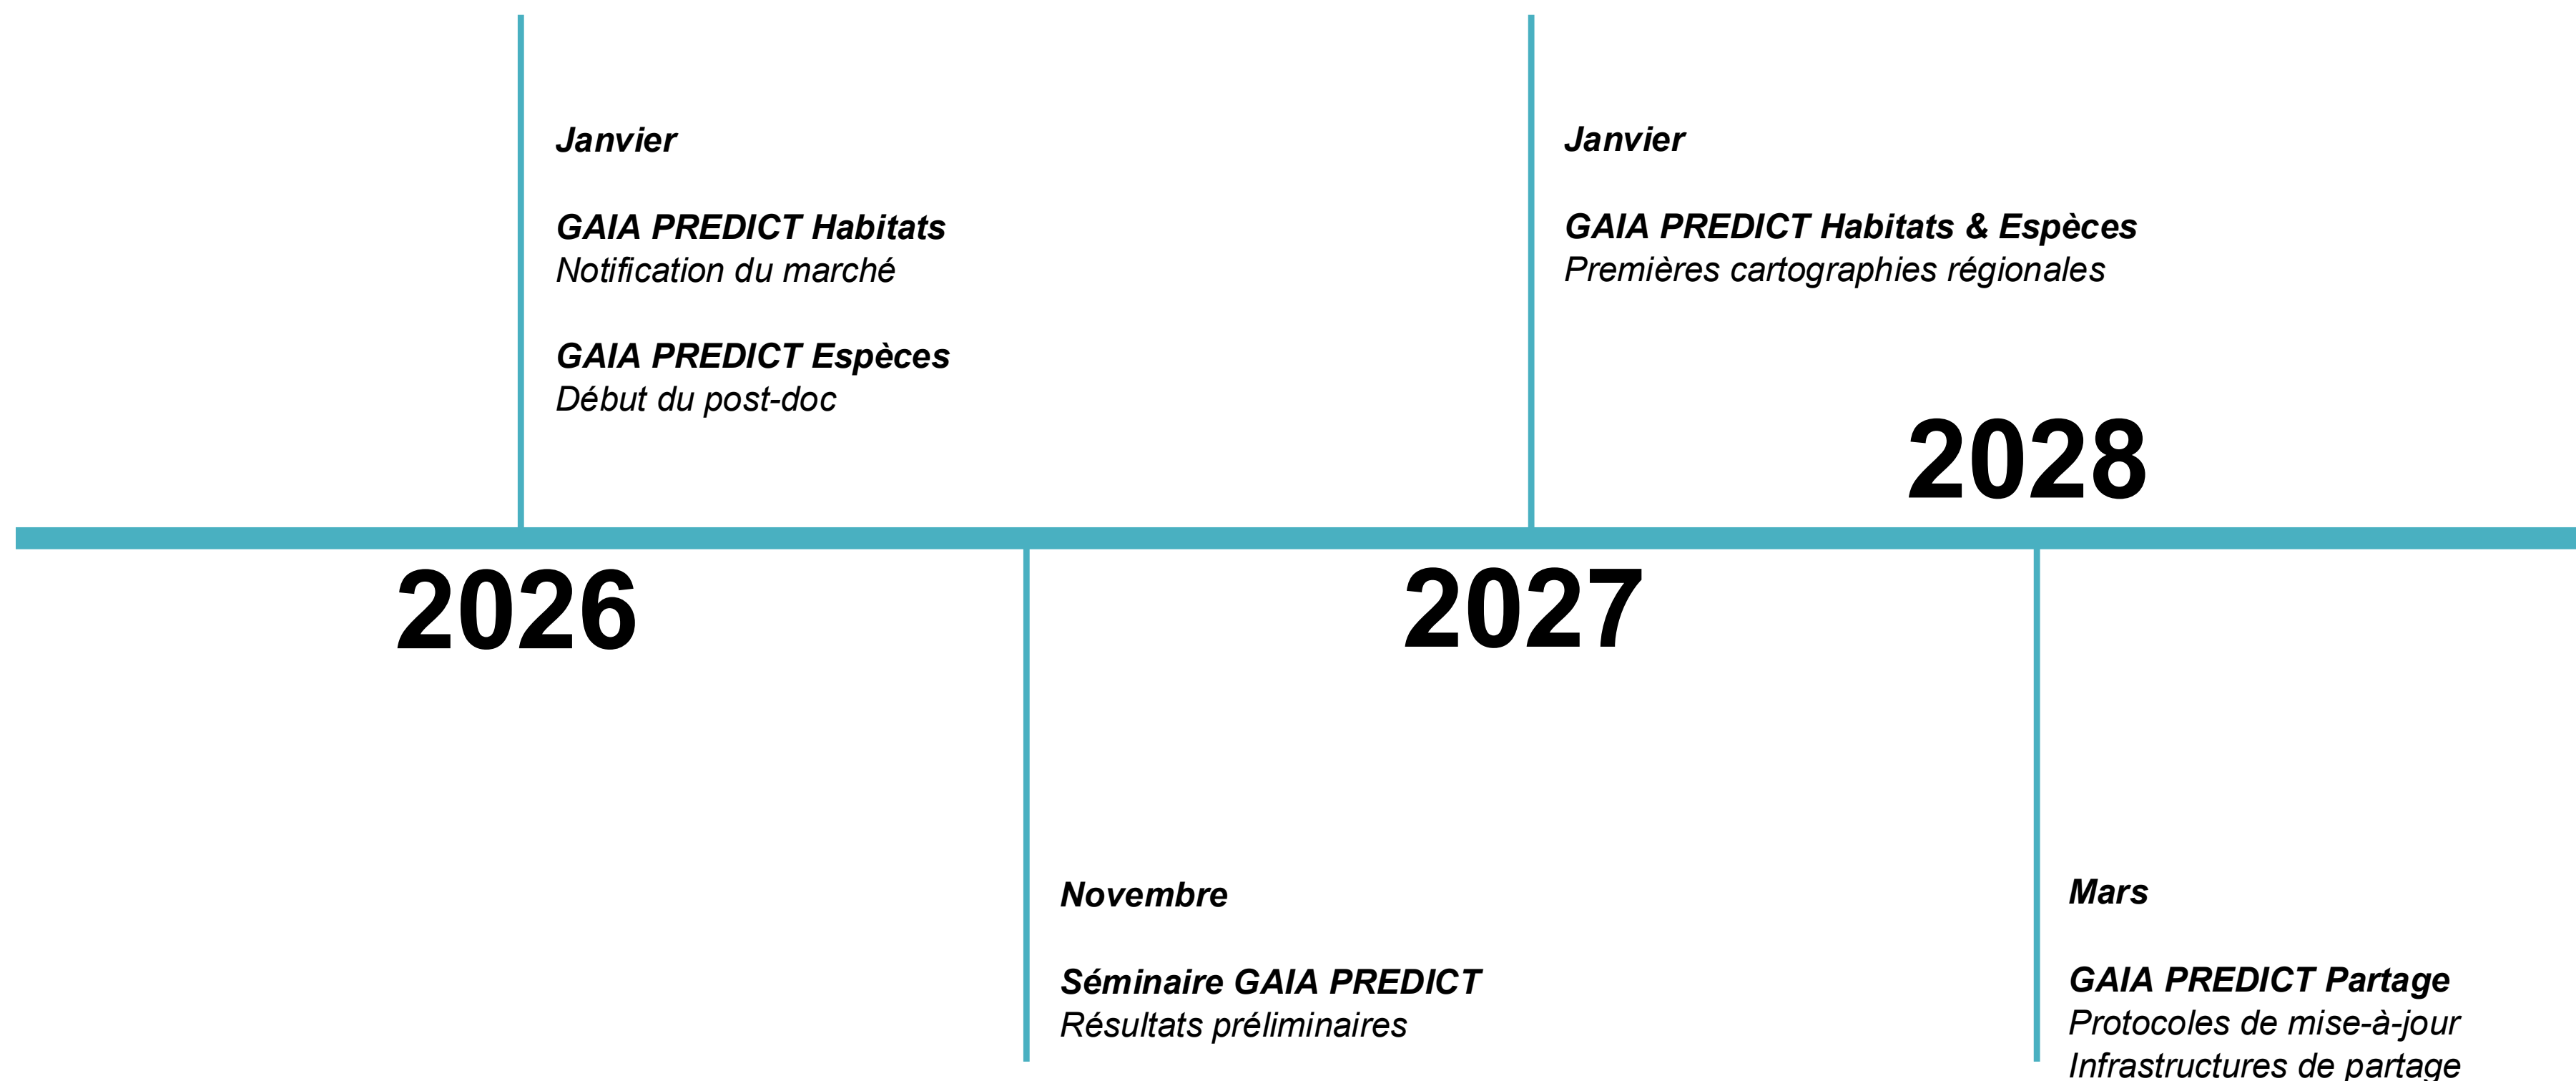 Janvier
GAIA PREDICT Habitats
Notification du marché
GAIA PREDICT Espèces
Début du post-doc
2026
Novembre
Séminaire GAIA PREDICT
Résultats préliminaires
Janvier
GAIA PREDICT Habitats & Espèces
Premières cartographies régionales
2027
2028
Mars
GAIA PREDICT Partage
Protocoles de mise-à-jour
Infrastructures de partage